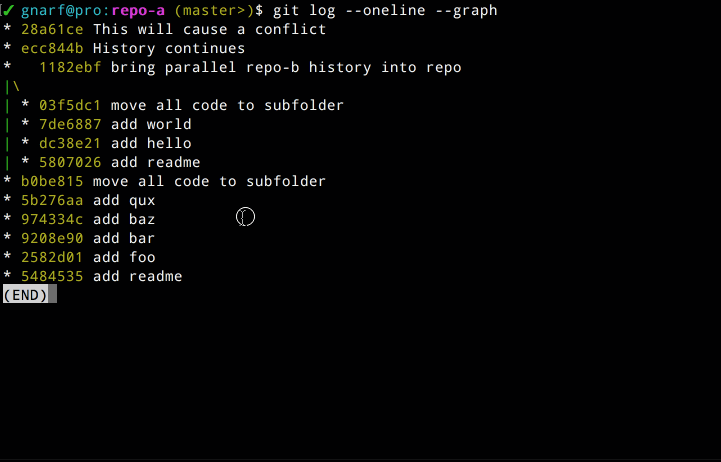 ✓ gnarf@pro:repo-a (master>)$ git log --oneline --graph
* 28a61ce This will cause a conflict
* ecc844b History continues
*   1182ebf bring parallel repo-b history into repo
|\
| * 03f5dc1 move all code to subfolder
| * 7de6887 add world
| * dc38e21 add hello
| * 5807026 add readme
* b0be815 move all code to subfolder
* 5b276aa add qux
* 974334c add baz
* 9208e90 add bar
* 2582d01 add foo
* 5484535 add readme
(END)